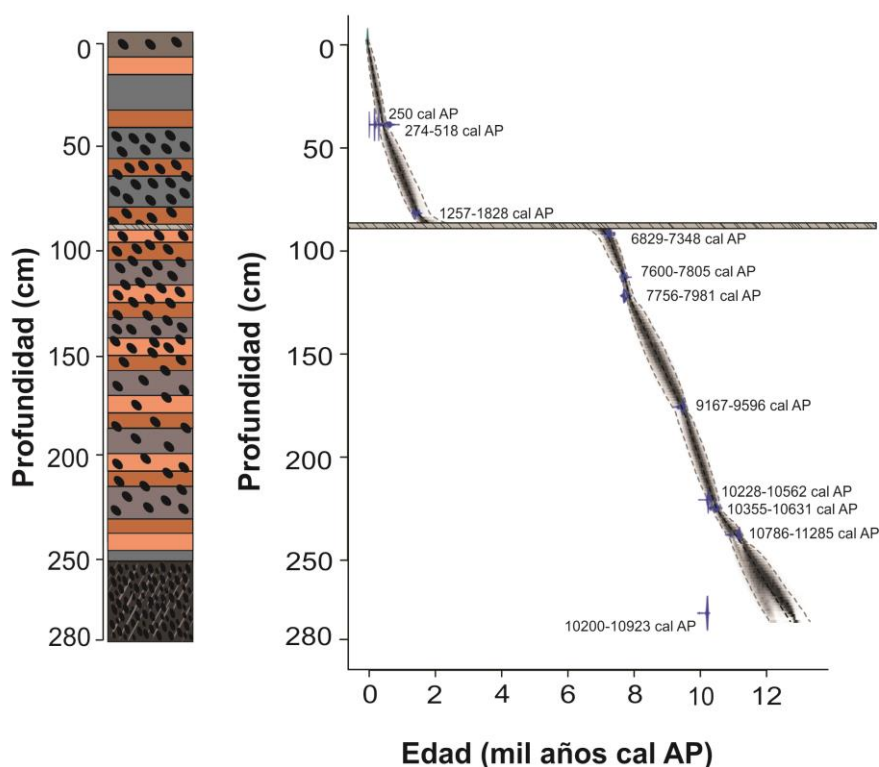 Profundidad (cm)
0
50
100
150
200
250
280
Profundidad (cm)
0
50
100
150
200
250
280
250 cal AP
274-518 cal AP
1257-1828 cal AP
6829-7348 cal AP
7600-7805 cal AP
7756-7981 cal AP
9167-9596 cal AP
10228-10562 cal AP
10355-10631 cal AP
10786-11285 cal AP
10200-10923 cal AP
0 2 4 6 8 10 12
Edad (mil años cal AP)